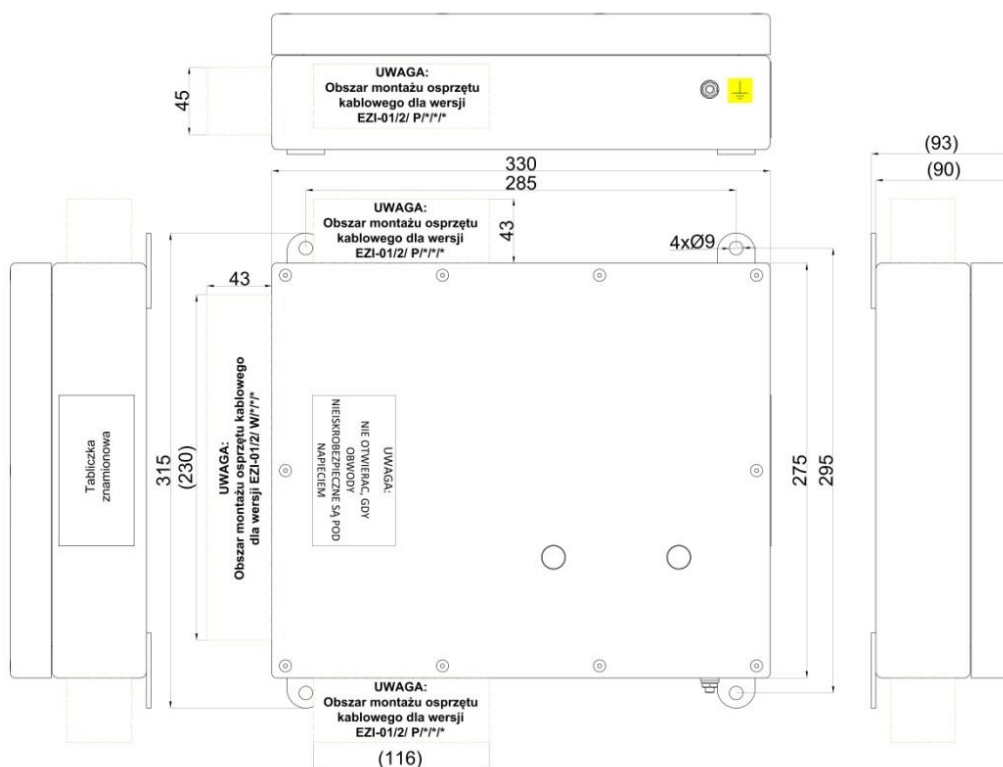 UWAGA:
Obszar montażu osprzętu
kablowego dla wersji
EZI-01/2/ P/*/*/*
45
330
285
(93)
(90)
UWAGA:
Obszar montażu osprzętu
kablowego dla wersji
EZI-01/2/ P/*/*/*
43
4xØ9
43
Tabliczka
znamionowa
315
(230)
UWAGA:
Obszar montażu osprzętu kablowego
dla wersji EZI-01/2/ W/*/*/*
UWAGA:
NIE OTWIERAC, GDY
OBWODY
NIEISKROBEZPIECZNE SĄ POD
NAPIECIEM
275
295
UWAGA:
Obszar montażu osprzętu
kablowego dla wersji
EZI-01/2/ P/*/*/*
(116)